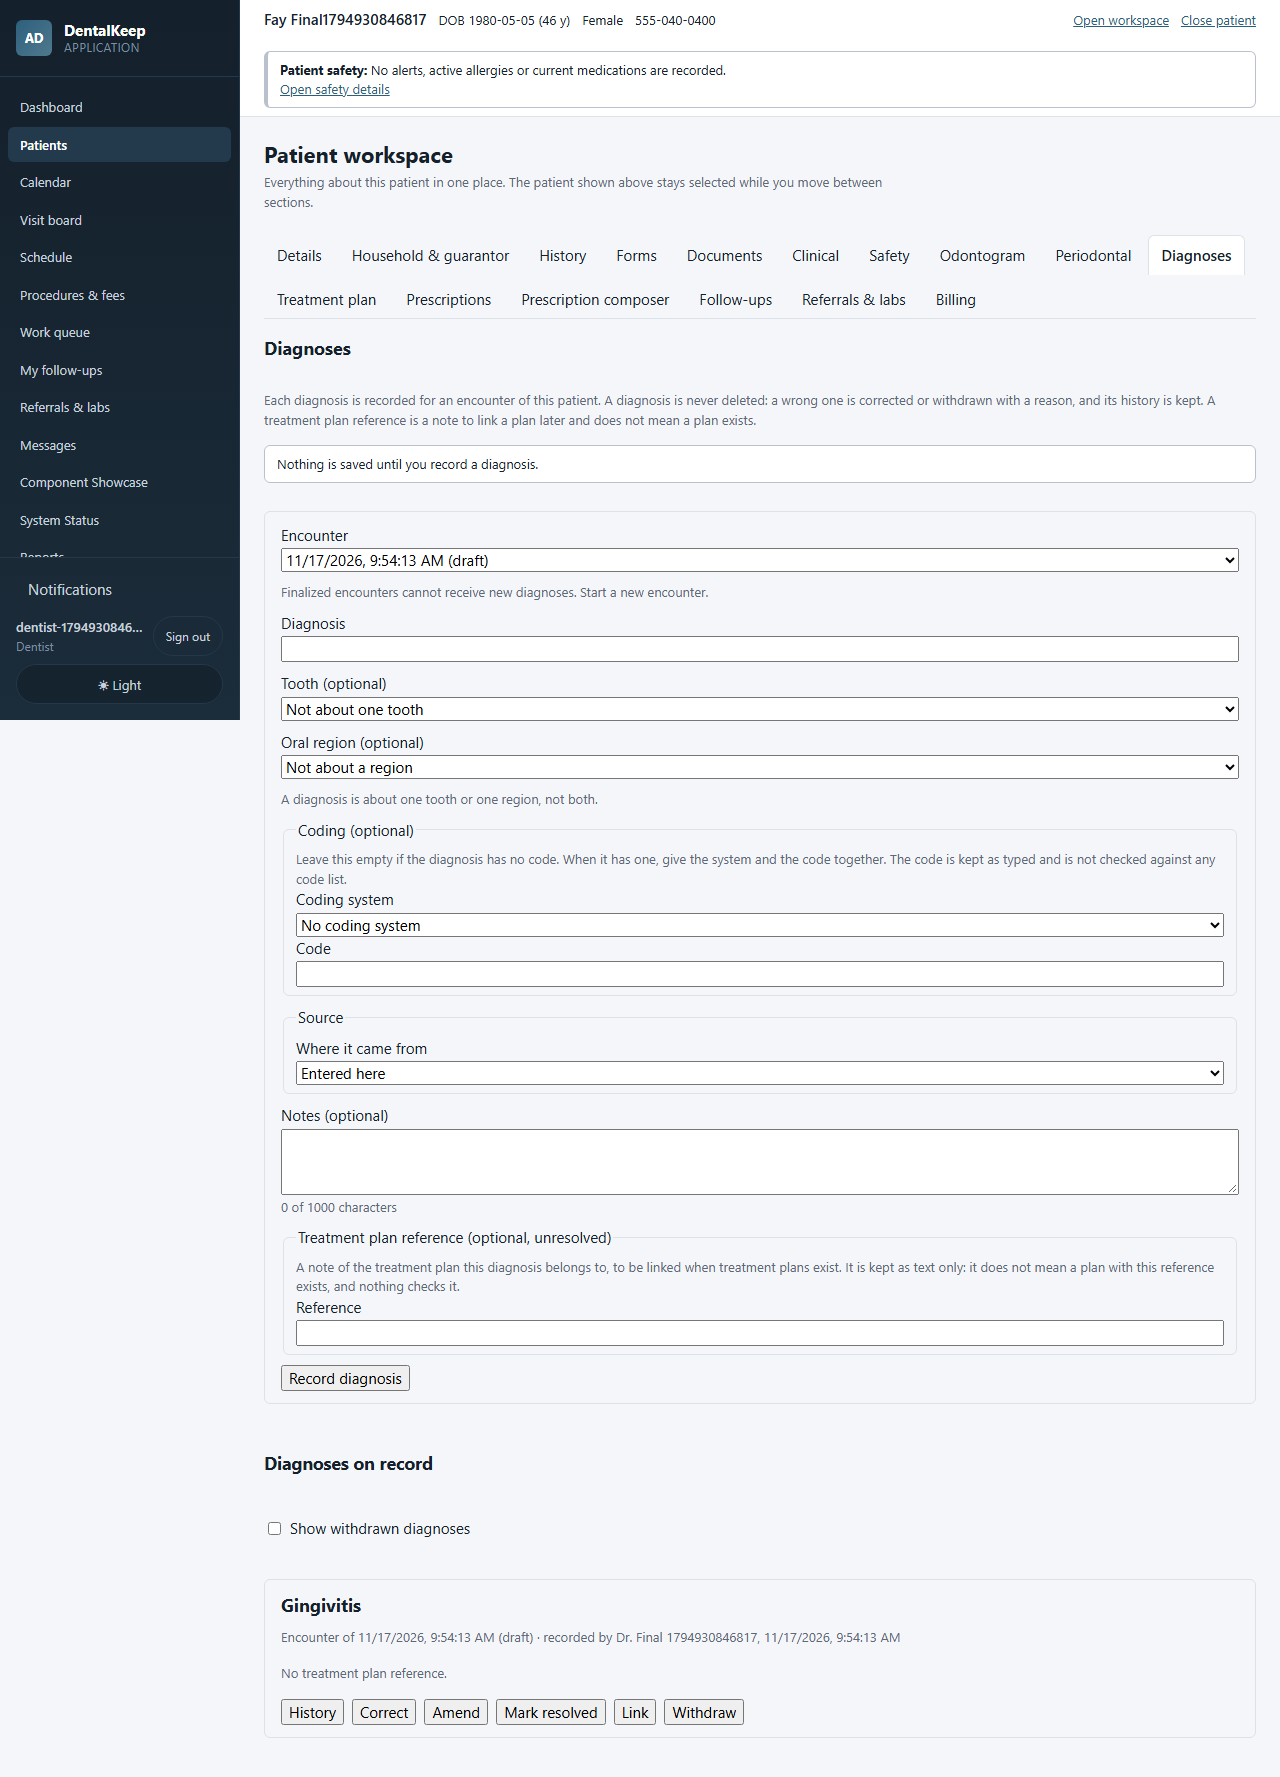 AD
DentalKeep
APPLICATION
Dashboard
Patients
Calendar
Visit board
Schedule
Procedures & fees
Work queue
My follow-ups
Referrals & labs
Messages
Component Showcase
System Status
Reports
Notifications
dentist-1794930846...
Dentist
Sign out
☀ Light
Fay Final1794930846817 DOB 1980-05-05 (46 y) Female 555-040-0400
Open workspace Close patient
Patient safety: No alerts, active allergies or current medications are recorded.
Open safety details
Patient workspace
Everything about this patient in one place. The patient shown above stays selected while you move between
sections.
Details Household & guarantor History Forms Documents Clinical Safety Odontogram Periodontal Diagnoses
Treatment plan Prescriptions Prescription composer Follow-ups Referrals & labs Billing
Diagnoses
Each diagnosis is recorded for an encounter of this patient. A diagnosis is never deleted: a wrong one is corrected or withdrawn with a reason, and its history is kept. A
treatment plan reference is a note to link a plan later and does not mean a plan exists.
Nothing is saved until you record a diagnosis.
Encounter
11/17/2026, 9:54:13 AM (draft)
Finalized encounters cannot receive new diagnoses. Start a new encounter.
Diagnosis
Tooth (optional)
Not about one tooth
Oral region (optional)
Not about a region
A diagnosis is about one tooth or one region, not both.
Coding (optional)
Leave this empty if the diagnosis has no code. When it has one, give the system and the code together. The code is kept as typed and is not checked against any
code list.
Coding system
No coding system
Code
Source
Where it came from
Entered here
Notes (optional)
0 of 1000 characters
Treatment plan reference (optional, unresolved)
A note of the treatment plan this diagnosis belongs to, to be linked when treatment plans exist. It is kept as text only: it does not mean a plan with this reference
exists, and nothing checks it.
Reference
Record diagnosis
Diagnoses on record
Show withdrawn diagnoses
Gingivitis
Encounter of 11/17/2026, 9:54:13 AM (draft) · recorded by Dr. Final 1794930846817, 11/17/2026, 9:54:13 AM
No treatment plan reference.
History Correct Amend Mark resolved Link Withdraw